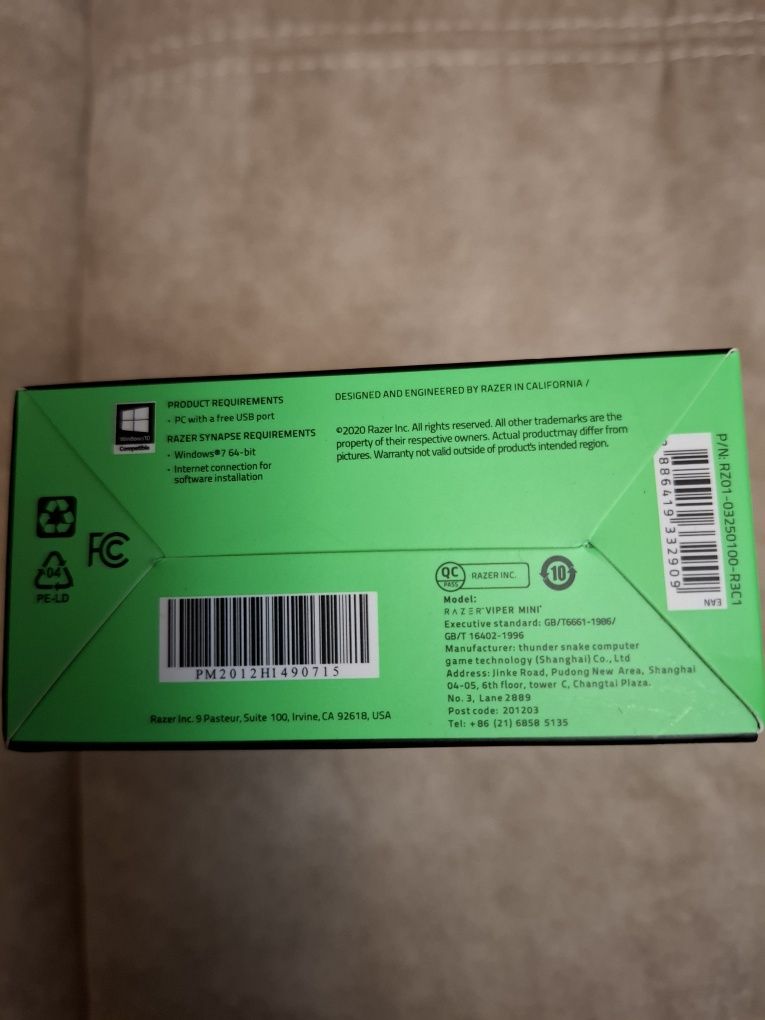 PRODUCT REQUIREMENTS
- PC with a free USB port
RAZER SYNAPSE REQUIREMENTS
- Windows®7 64-bit
- Internet connection for
software installation
Windows10
Compatible
DESIGNED AND ENGINEERED BY RAZER IN CALIFORNIA /
©2020 Razer Inc. All rights reserved. All other trademarks are the
property of their respective owners. Actual productmay differ from
pictures. Warranty not valid outside of product's intended region.
P/N: RZ01-03250100-R3C1
8 886419 332909
EAN
FC
04
PE-LD
PM2012H1490715
Razer Inc. 9 Pasteur, Suite 100, Irvine, CA 92618, USA
QC
PASS
RAZER INC.
10
Model:
RAZER VIPER MINI
Executive standard: GB/T6661-1986/
GB/T 16402-1996
Manufacturer: thunder snake computer
game technology (Shanghai) Co., Ltd
Address: Jinke Road, Pudong New Area, Shanghai
04-05, 6th floor, tower C, Changtai Plaza.
No. 3, Lane 2889
Postcode: 201203
Tel: +86 (21) 6858 5135